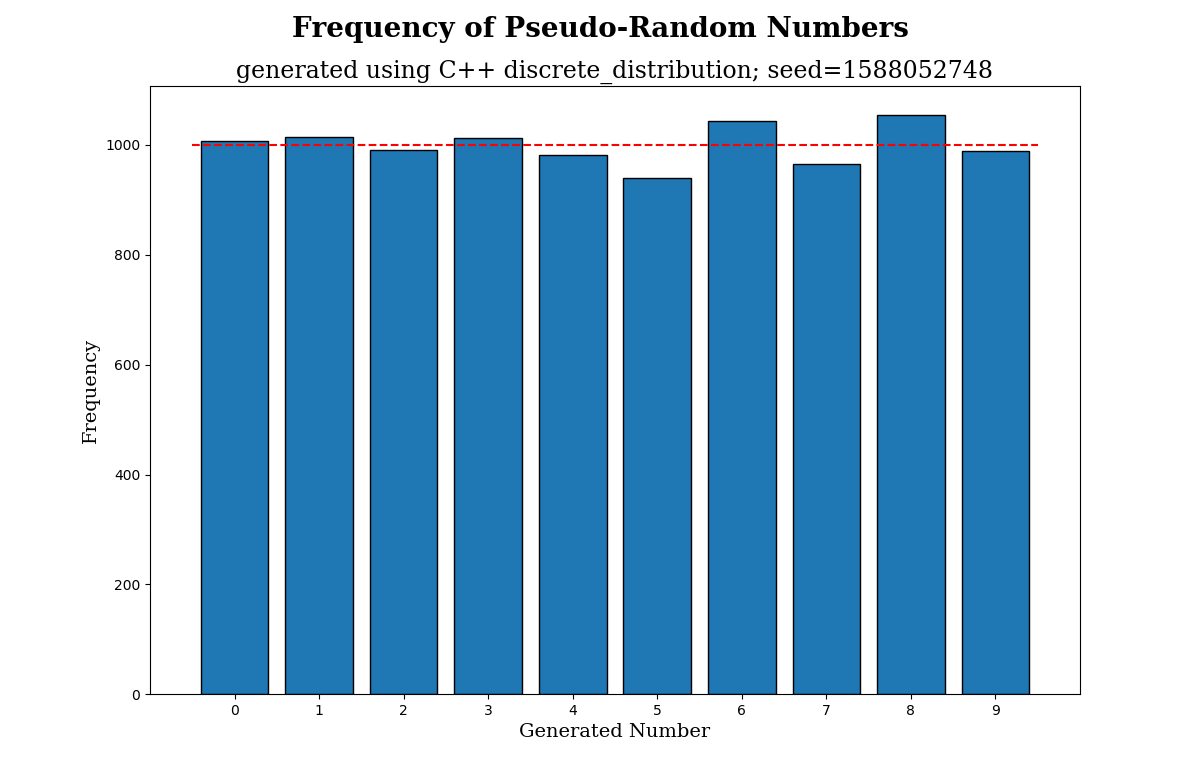 Frequency of Pseudo-Random Numbers
generated using C++ discrete_distribution; seed=1588052748
1000
800
600
400
200
0
Frequency
0 1 2 3 4 5 6 7 8 9
Generated Number